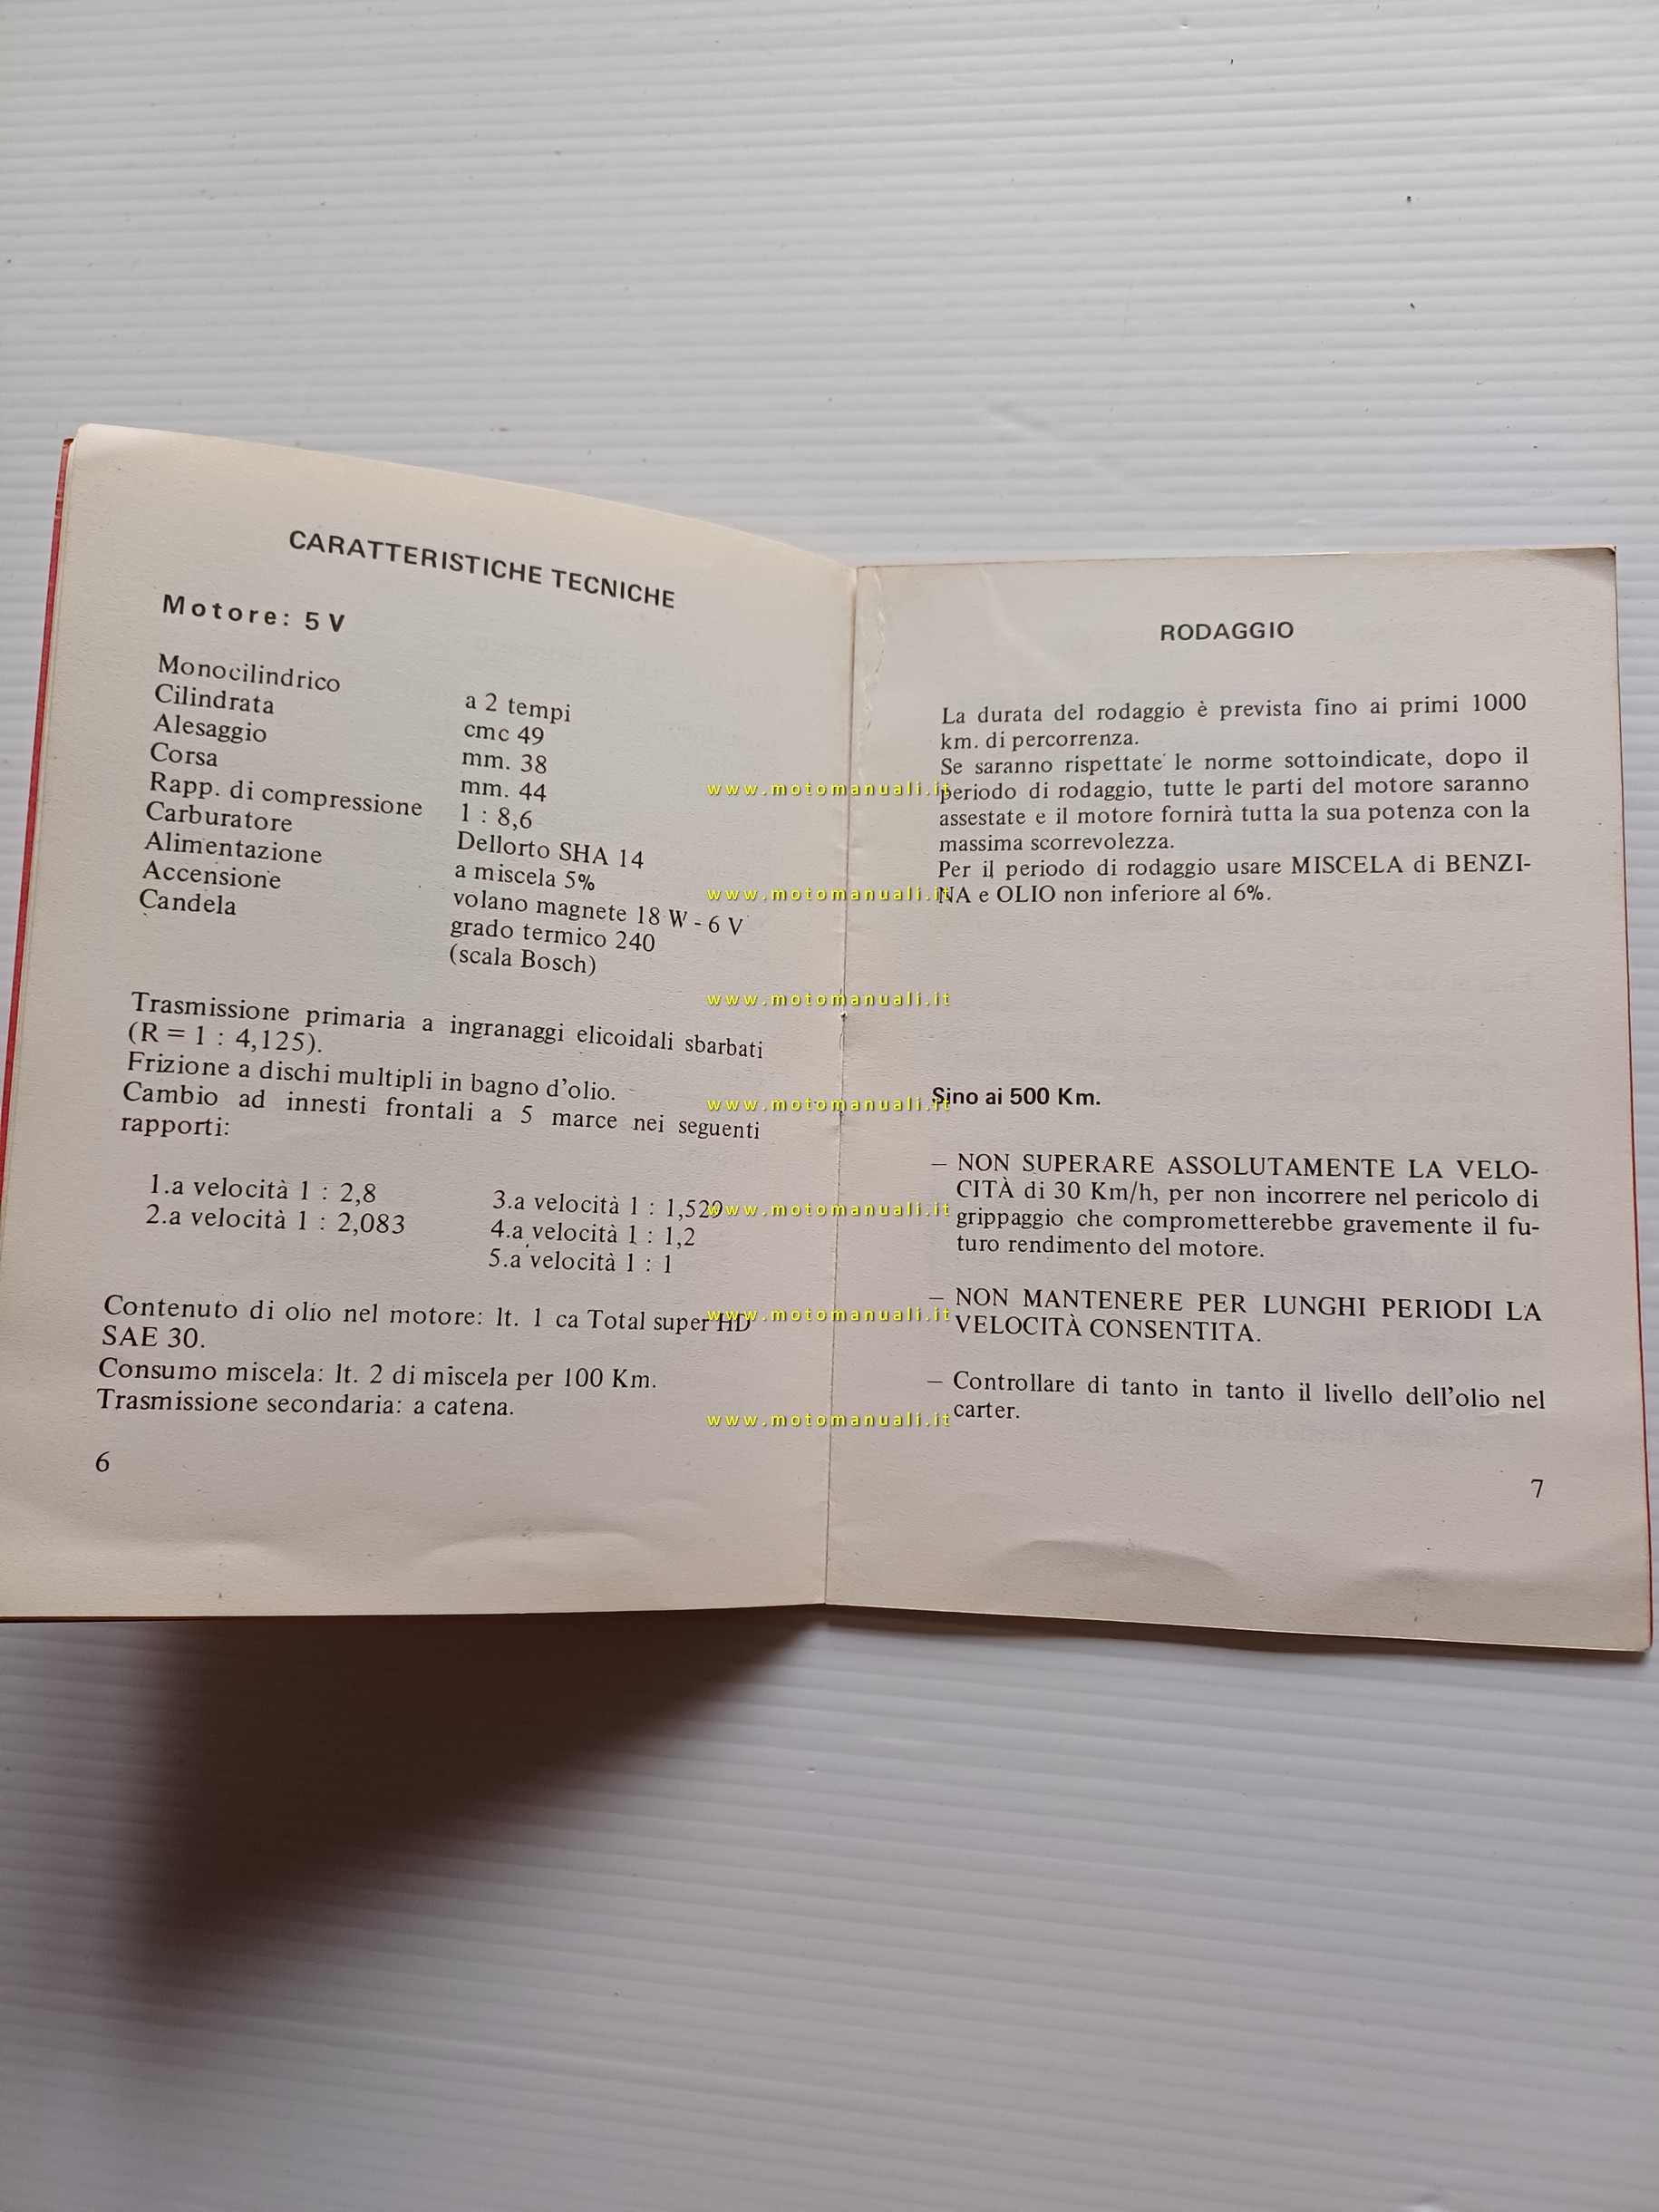 CARATTERISTICHE TECNICHE
Motore: 5 V
Monocilindrico a 2 tempi
Cilindrata cmc 49
Alesaggio mm. 38
Corsa mm. 44
Rapp. di compressione 1 : 8,6
Carburatore Dellorto SHA 14
Alimentazione a miscela 5%
Accensione volano magnete 18 W - 6 V
Candela grado termico 240
(scala Bosch)
Trasmissione primaria a ingranaggi elicoidali sbarbati
(R = 1 : 4,125).
Frizione a dischi multipli in bagno d'olio.
Cambio ad innesti frontali a 5 marce nei seguenti
rapporti:
1.a velocità 1 : 2,8
2.a velocità 1 : 2,083
3.a velocità 1 : 1,529
4.a velocità 1 : 1,2
5.a velocità 1 : 1
Contenuto di olio nel motore: lt. 1 ca Total super HD
SAE 30.
Consumo miscela: lt. 2 di miscela per 100 Km.
Trasmissione secondaria: a catena.
6
RODAGGIO
La durata del rodaggio è prevista fino ai primi 1000
km. di percorrenza.
Se saranno rispettate le norme sottoindicate, dopo il
periodo di rodaggio, tutte le parti del motore saranno
assestate e il motore fornirà tutta la sua potenza con la
massima scorrevolezza.
Per il periodo di rodaggio usare MISCELA di BENZI-
NA e OLIO non inferiore al 6%.
Sino ai 500 Km.
– NON SUPERARE ASSOLUTAMENTE LA VELO-
CITÀ di 30 Km/h, per non incorrere nel pericolo di
grippaggio che comprometterebbe gravemente il fu-
turo rendimento del motore.
– NON MANTENERE PER LUNGHI PERIODI LA
VELOCITÀ CONSENTITA.
– Controllare di tanto in tanto il livello dell'olio nel
carter.
7
www.motomanuali.it
www.motomanuali.it
www.motomanuali.it
www.motomanuali.it
www.motomanuali.it
www.motomanuali.it
www.motomanuali.it